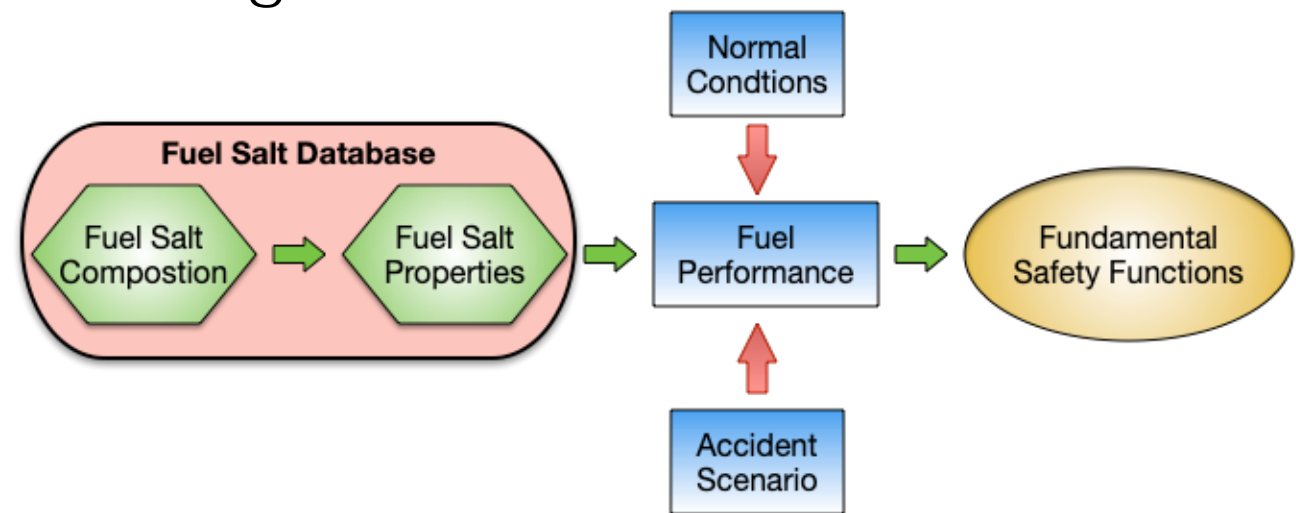 Normal
Condtions
Fuel Salt Database
Fuel Salt
Compostion
Fuel Salt
Properties
Fuel
Performance
Fundamental
Safety Functions
Accident
Scenario